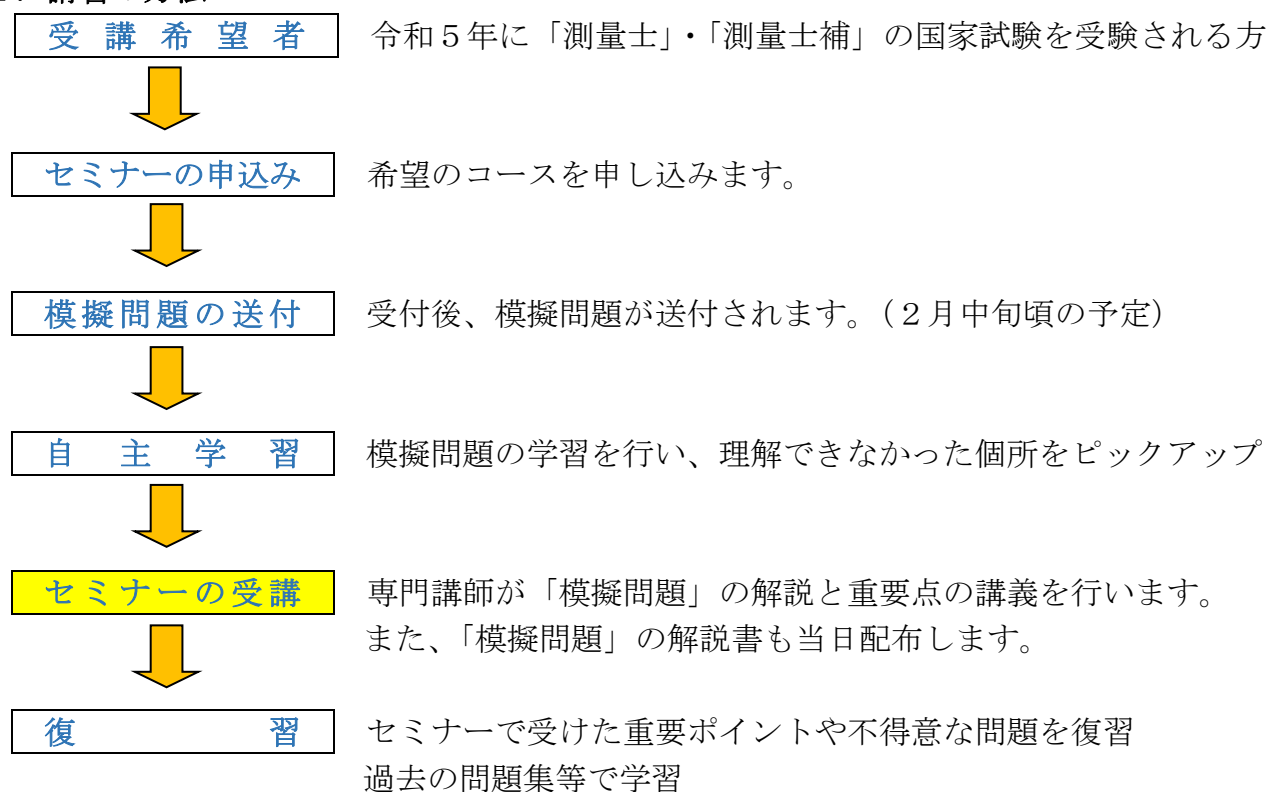 受講希望者 令和５年に「測量士」・「測量士補」の国家試験を受験される方
セミナーの申込み 希望のコースを申し込みます。
模擬問題の送付 受付後、模擬問題が送付されます。（２月中旬頃の予定）
自主学習 模擬問題の学習を行い、理解できなかった個所をピックアップ
セミナーの受講 専門講師が「模擬問題」の解説と重要点の講義を行います。
また、「模擬問題」の解説書も当日配布します。
復習 セミナーで受けた重要ポイントや不得意な問題を復習
過去の問題集等で学習